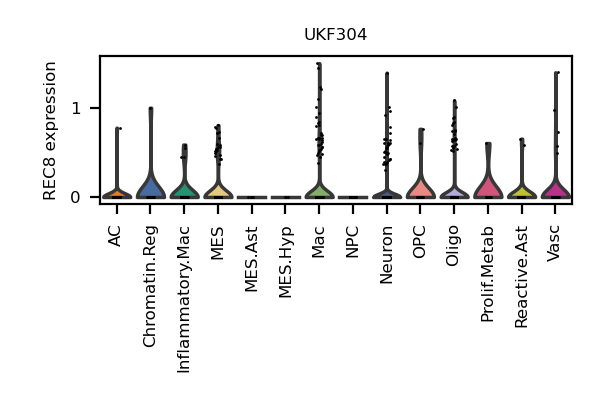 UKF304
REC8 expression
1
0
AC
Chromatin.Reg
Inflammatory.Mac
MES
MES.Ast
MES.Hyp
Mac
NPC
Neuron
OPC
Oligo
Prolif.Metab
Reactive.Ast
Vasc